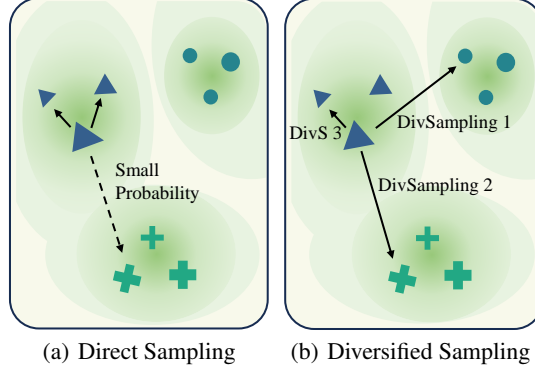 Small
Probability
DivSampling 1
DivS 3
DivSampling 2
(a) Direct Sampling
(b) Diversified Sampling